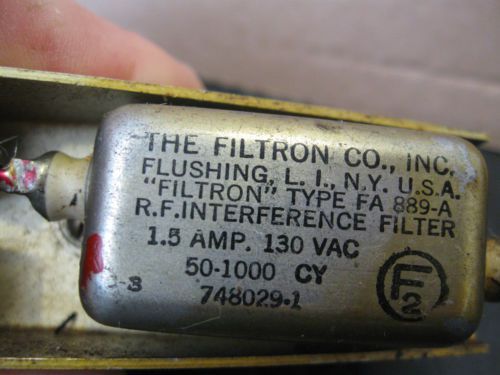 THE FILTRON CO., INC.
FLUSHING, L. I., N.Y. U.S.A.
"FILTRON" TYPE FA 889-A
R.F. INTERFERENCE FILTER
1.5 AMP. 130 VAC
50-1000 CY
748029-1
F2